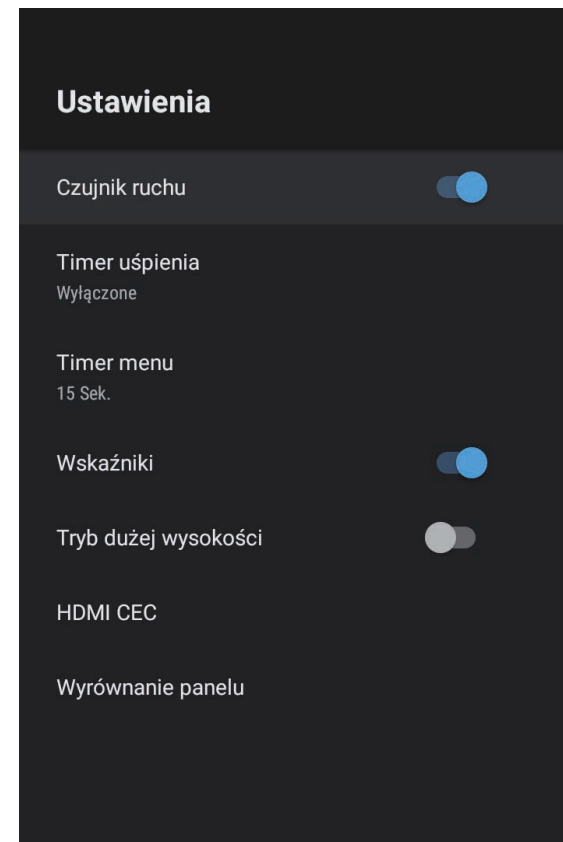 Ustawienia
Czujnik ruchu
Timer uśpienia
Wyłączone
Timer menu
15 Sek.
Wskaźniki
Tryb dużej wysokości
HDMI CEC
Wyrównanie panelu